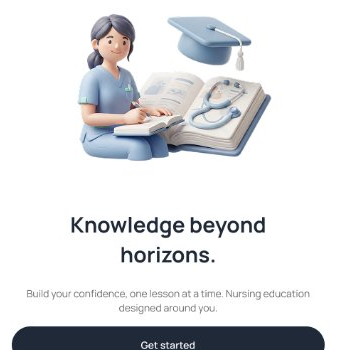 Knowledge beyond
horizons.
Build your confidence, one lesson at a time. Nursing education
designed around you.
Get started